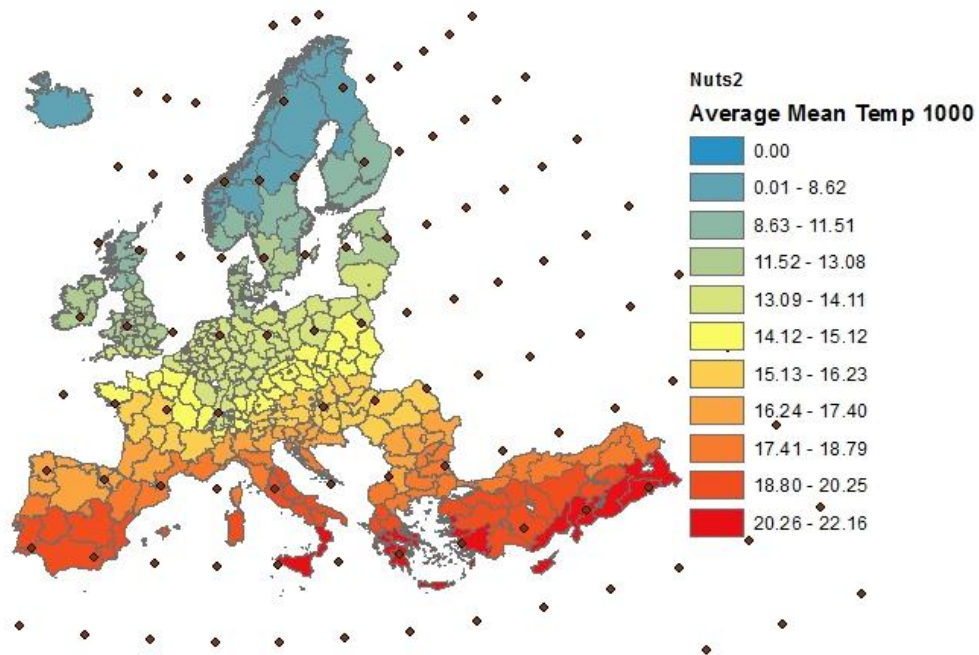 Nuts2
Average Mean Temp 1000
0.00
0.01 - 8.62
8.63 - 11.51
11.52 - 13.08
13.09 - 14.11
14.12 - 15.12
15.13 - 16.23
16.24 - 17.40
17.41 - 18.79
18.80 - 20.25
20.26 - 22.16